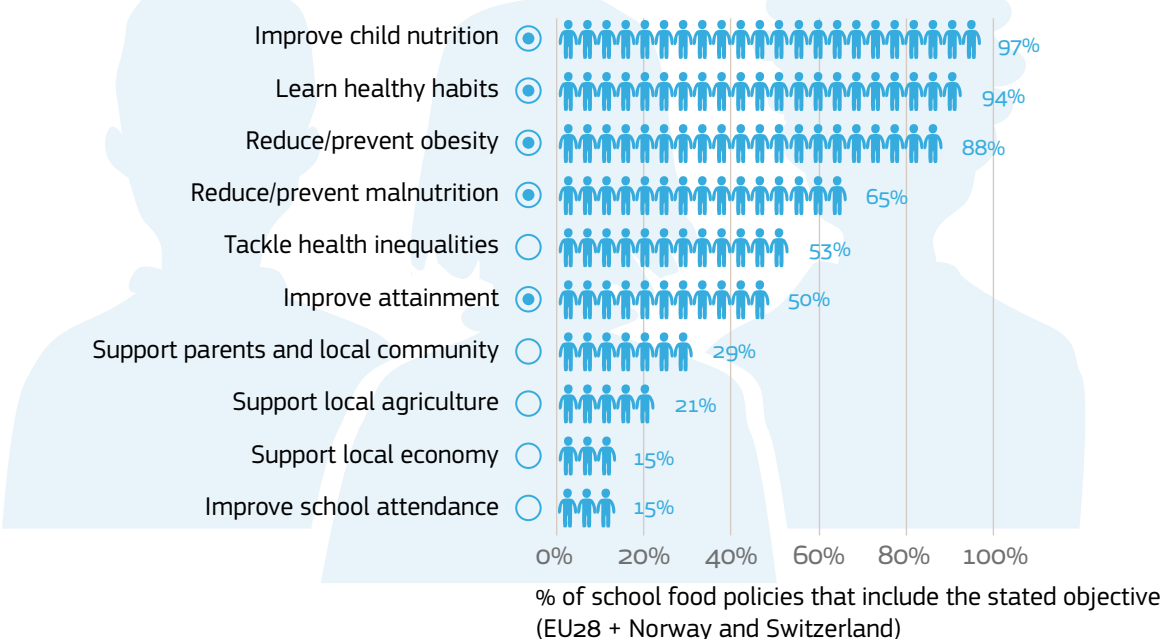 Improve child nutrition 97%
Learn healthy habits 94%
Reduce/prevent obesity 88%
Reduce/prevent malnutrition 65%
Tackle health inequalities 53%
Improve attainment 50%
Support parents and local community 29%
Support local agriculture 21%
Support local economy 15%
Improve school attendance 15%
0% 20% 40% 60% 80% 100%
% of school food policies that include the stated objective
(EU28 + Norway and Switzerland)